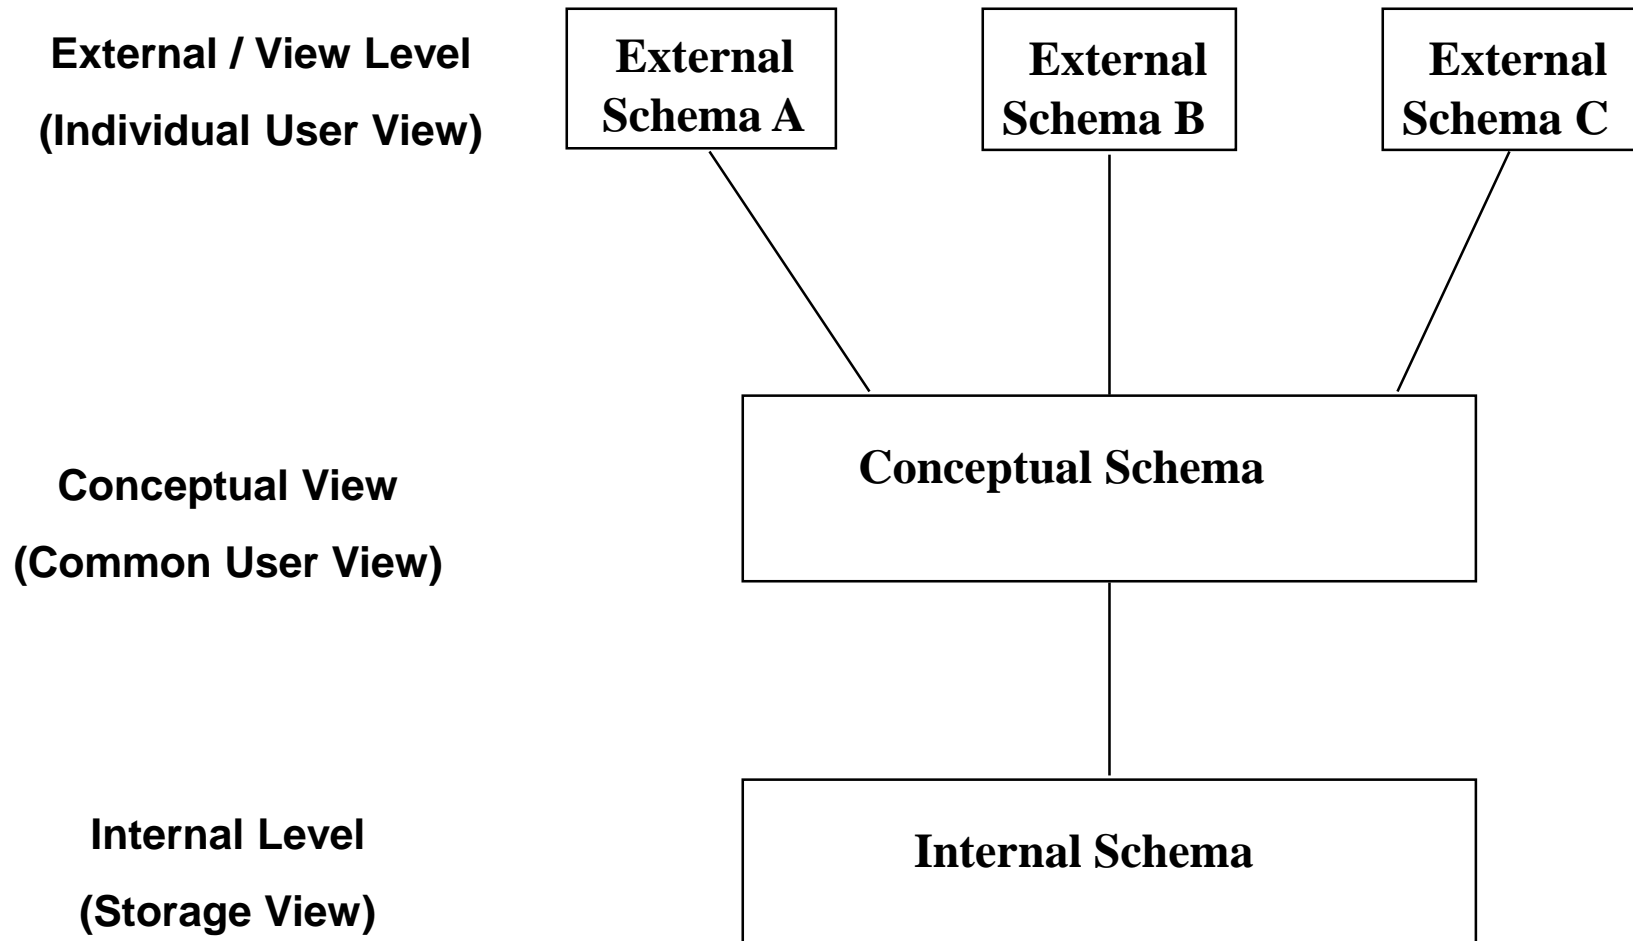 External / View Level
(Individual User View)
External
Schema A
External
Schema B
External
Schema C
Conceptual View
(Common User View)
Conceptual Schema
Internal Level
(Storage View)
Internal Schema